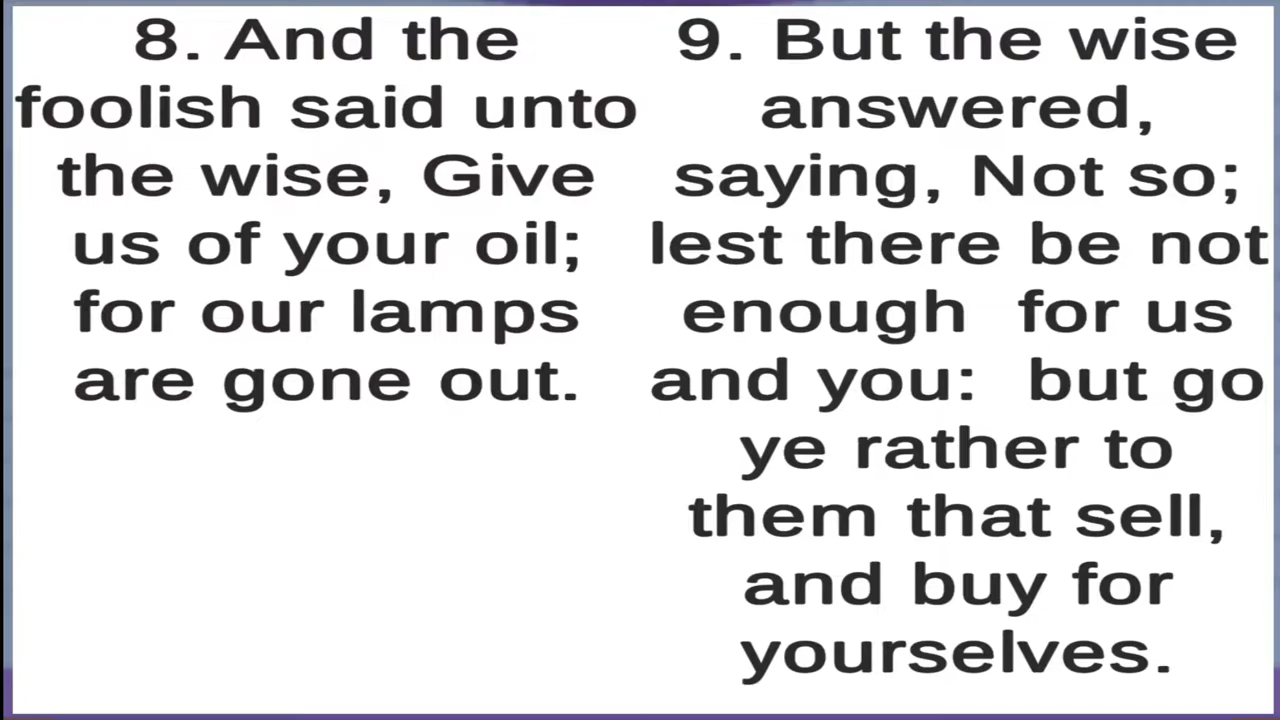 8. And the
foolish said unto
the wise, Give
us of your oil;
for our lamps
are gone out.
9. But the wise
answered,
saying, Not so;
lest there be not
enough  for us
and you:  but go
ye rather to
them that sell,
and buy for
yourselves.